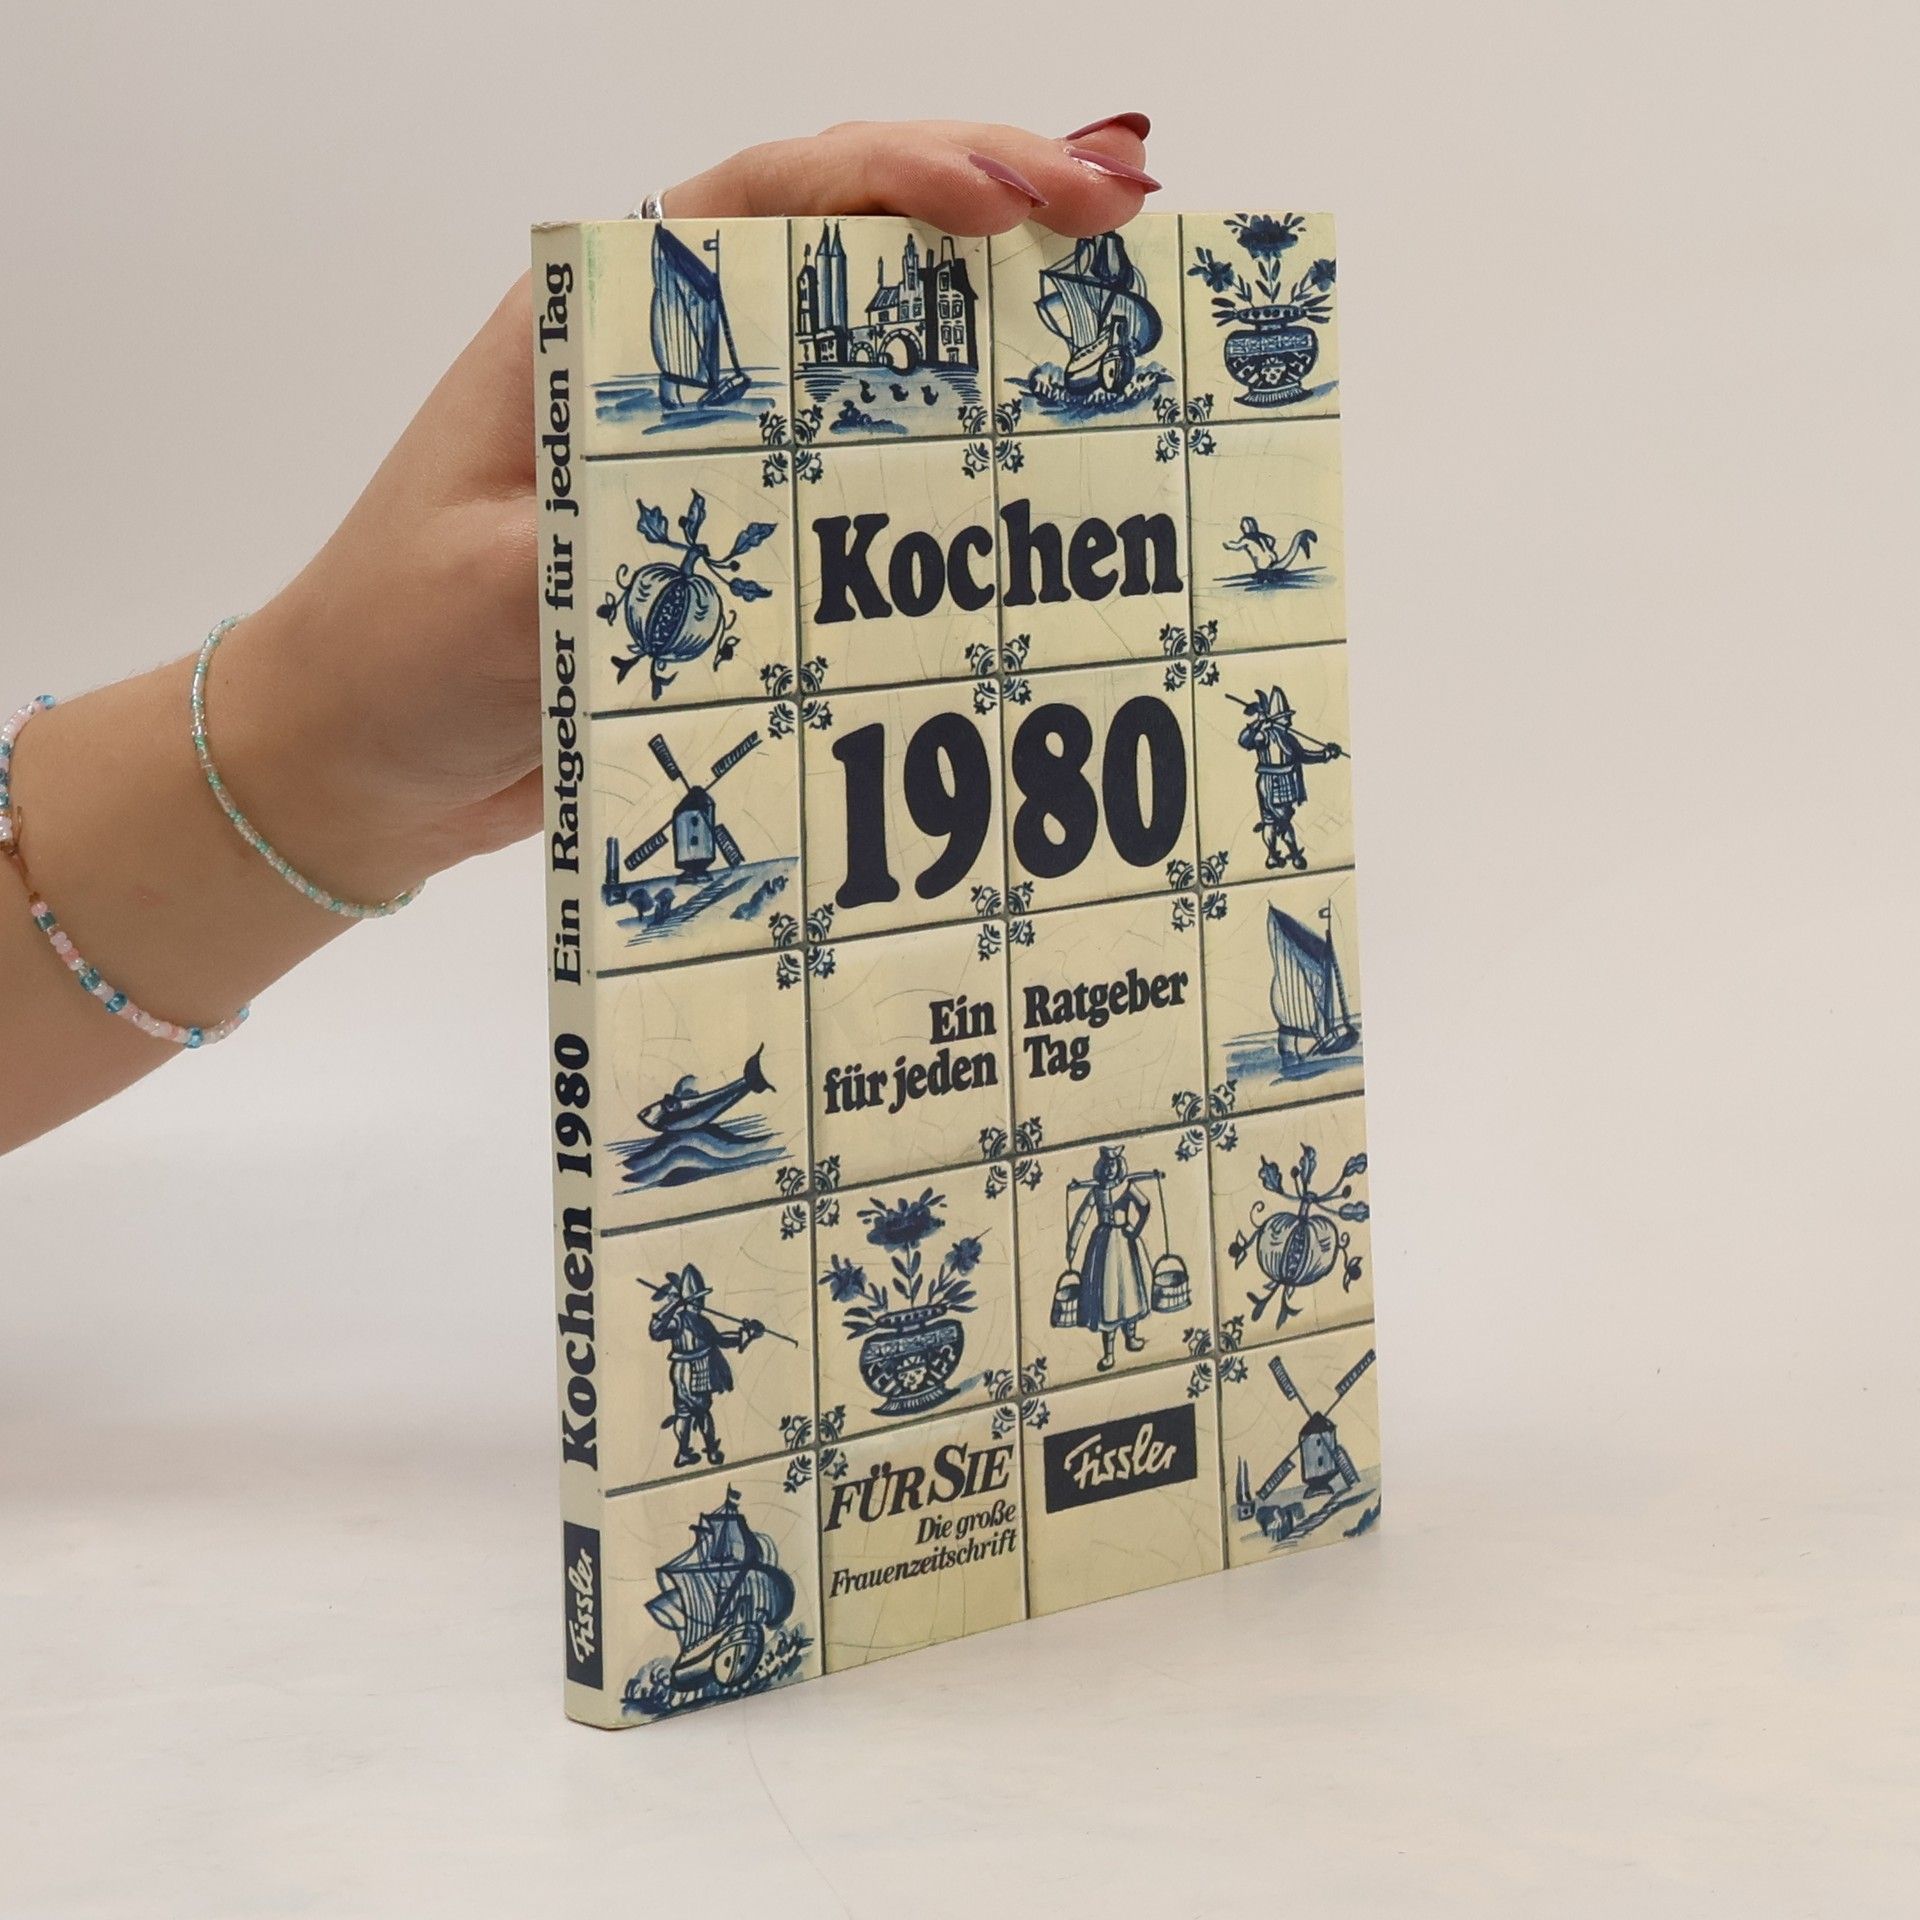 Kochen 1980 Ein Ratgeber für jeden Tag
Fissler
Kochen
1980
Ein Ratgeber
für jeden Tag
FÜR SIE
Die große
Frauenzeitschrift
Fissler